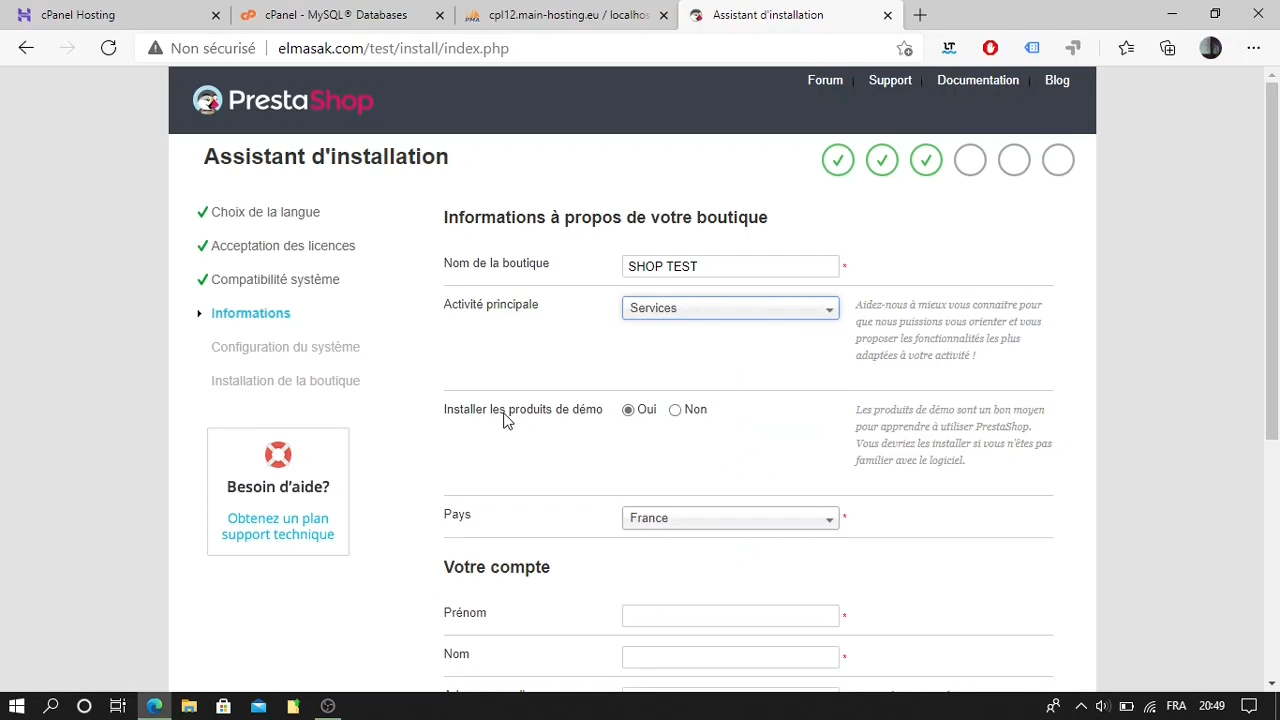 cPanel Hosting
cPanel - MySQL® Databases
cpl12.main-hosting.eu / localhos
Assistant d'installation
Non sécurisé
elmasak.com/test/install/index.php
Forum
Support
Documentation
Blog
PrestaShop
Assistant d'installation
Choix de la langue
Acceptation des licences
Compatibilité système
Informations
Configuration du système
Installation de la boutique
Besoin d'aide?
Obtenez un plan
support technique
Informations à propos de votre boutique
Nom de la boutique
SHOP TEST
*
Activité principale
Services
Aidez-nous à mieux vous connaitre pour
que nous puissions vous orienter et vous
proposer les fonctionnalités les plus
adaptées à votre activité !
Installer les produits de démo
Oui
Non
Les produits de démo sont un bon moyen
pour apprendre à utiliser PrestaShop.
Vous devriez les installer si vous n'êtes pas
familier avec le logiciel.
Pays
France
*
Votre compte
Prénom
*
Nom
*
FRA
20:49